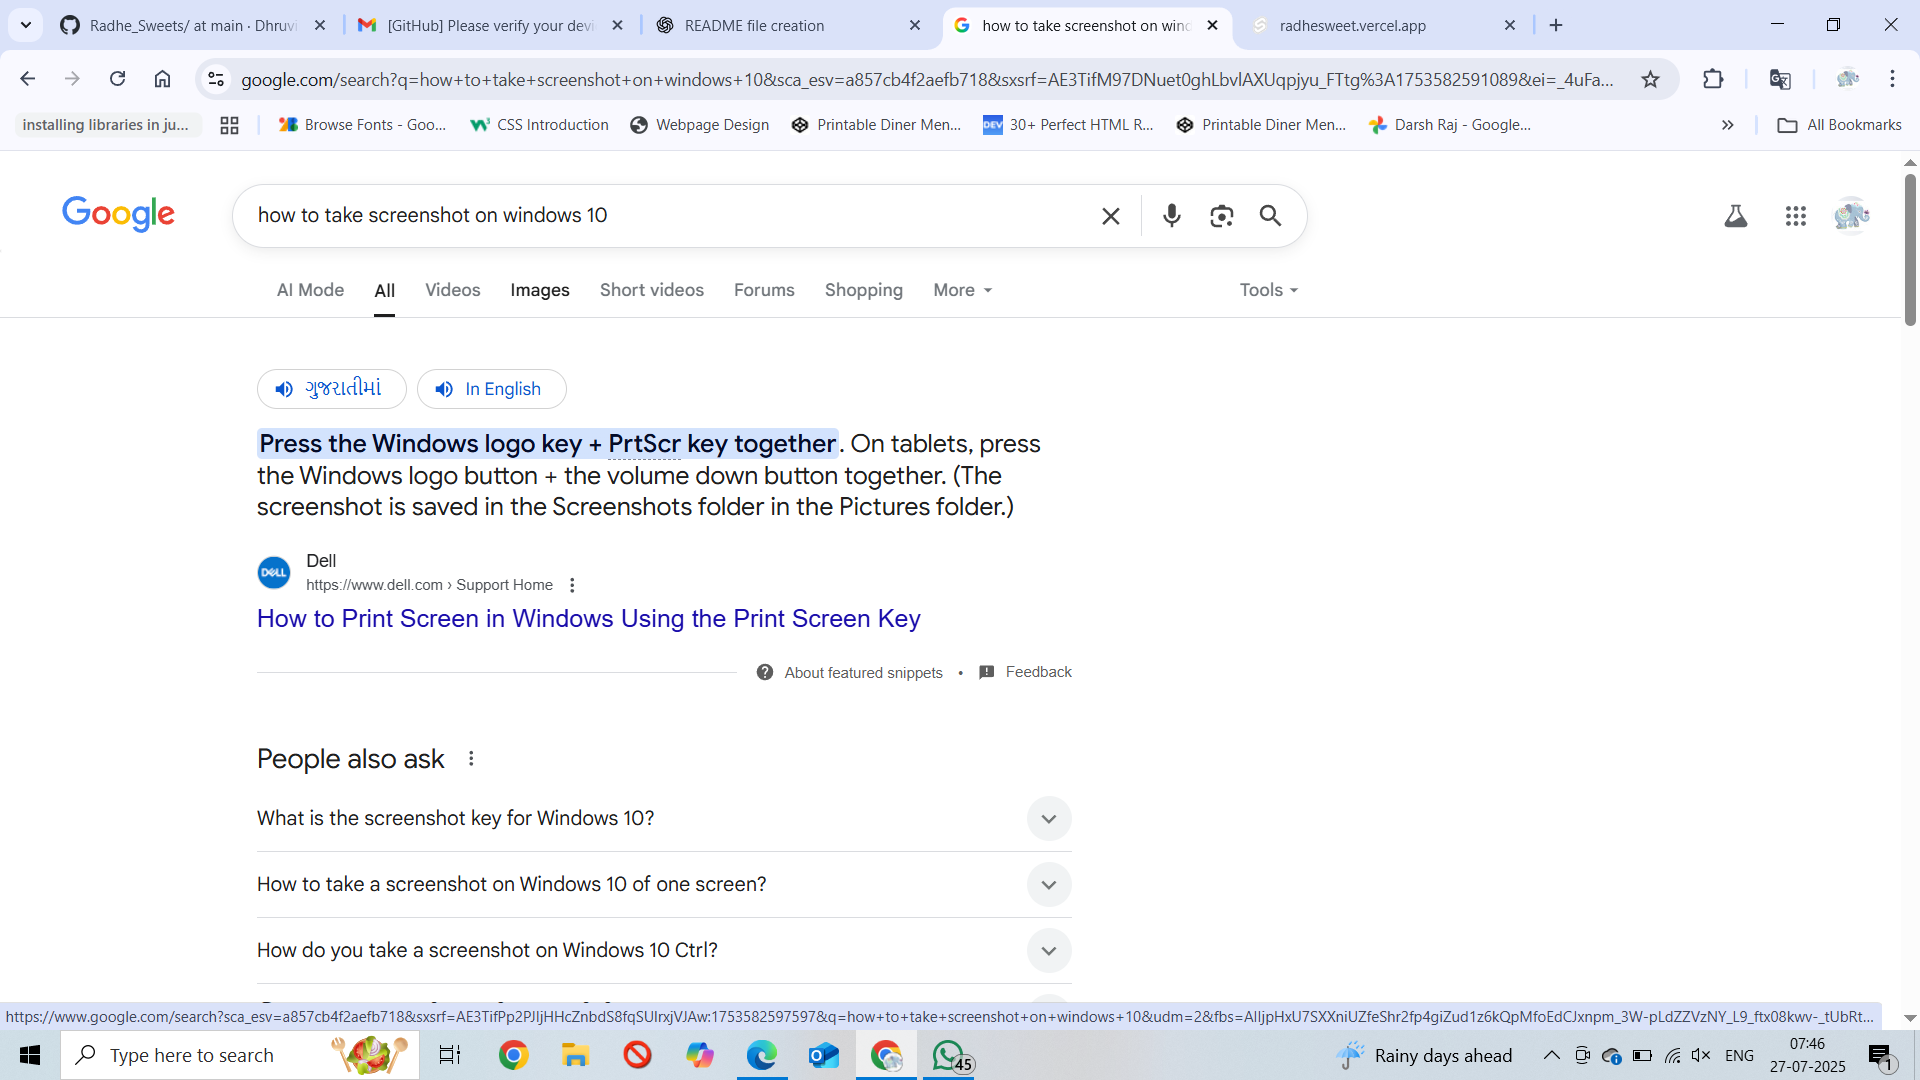 Radhe_Sweets/ at main · Dhruvi
[GitHub] Please verify your devi
README file creation
how to take screenshot on wind
radhesweet.vercel.app
google.com/search?q=how+to+take+screenshot+on+windows+10&sca_esv=a857cb4f2aefb718&sxsrf=AE3TifM97DNuet0ghLbvlAXUqpjyu_FTtg%3A1753582591089&ei=_4uFa...
installing libraries in ju...
Browse Fonts - Goo...
CSS Introduction
Webpage Design
Printable Diner Men...
DEV
30+ Perfect HTML R...
Printable Diner Men...
Darsh Raj - Google...
All Bookmarks
Google
how to take screenshot on windows 10
AI Mode
All
Videos
Images
Short videos
Forums
Shopping
More
Tools
ગુજરાતીમાં
In English
Press the Windows logo key + PrtScr key together. On tablets, press
the Windows logo button + the volume down button together. (The
screenshot is saved in the Screenshots folder in the Pictures folder.)
DELL
Dell
https://www.dell.com › Support Home
How to Print Screen in Windows Using the Print Screen Key
About featured snippets • Feedback
People also ask
What is the screenshot key for Windows 10?
How to take a screenshot on Windows 10 of one screen?
How do you take a screenshot on Windows 10 Ctrl?
https://www.google.com/search?sca_esv=a857cb4f2aefb718&sxsrf=AE3TifPp2PJIjHHcZnbdS8fqSUIrxjVJAw:1753582597597&q=how+to+take+screenshot+on+windows+10&udm=2&fbs=AIIjpHxU7SXXniUZfeShr2fp4giZud1z6kQpMfoEdCJxnpm_3W-pLdZZVzNY_L9_ftx08kwv-_tUbRt...
Type here to search
45
Rainy days ahead
ENG
07:46
27-07-2025
1